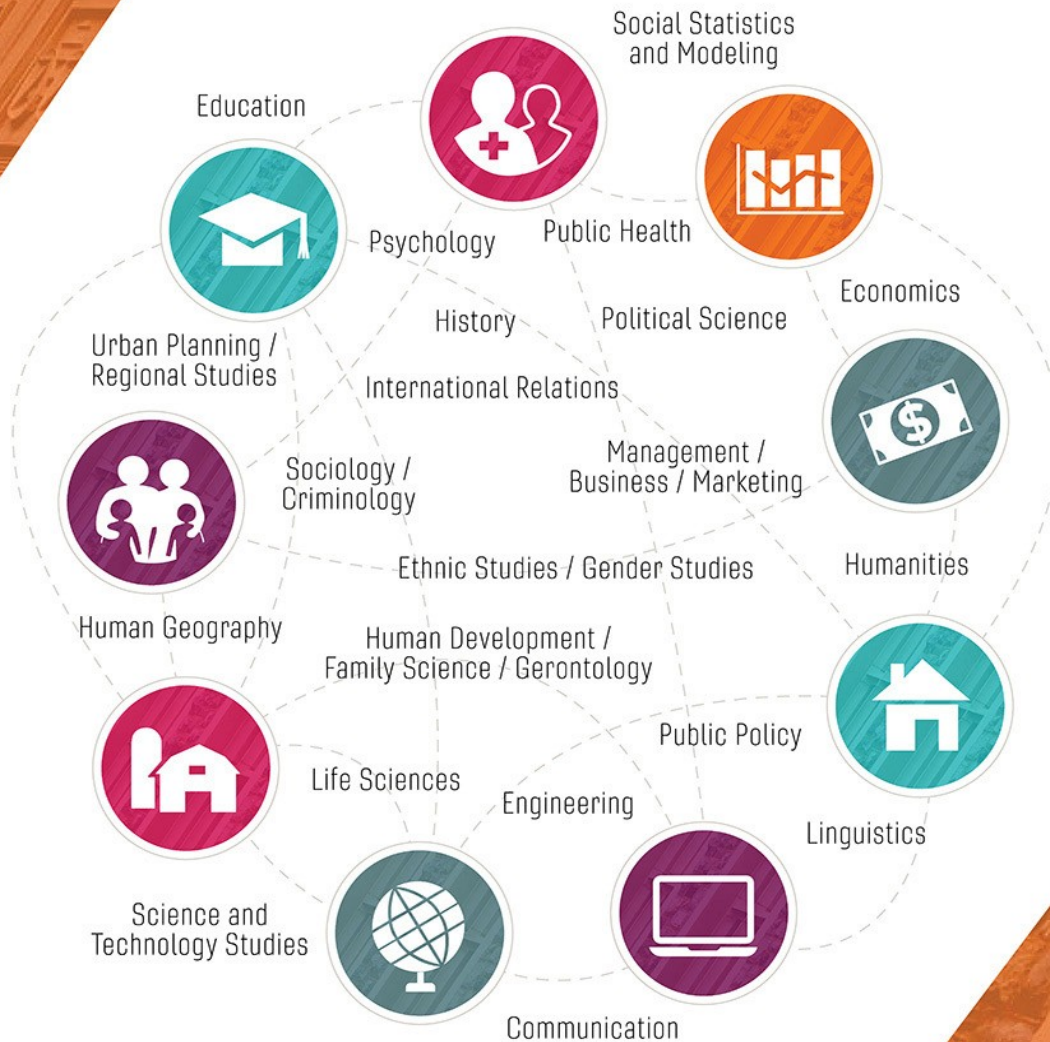 Social Statistics
and Modeling
Education
Psychology
Public Health
Economics
History
Political Science
Urban Planning /
Regional Studies
International Relations
Management /
Business / Marketing
Sociology /
Criminology
Ethnic Studies / Gender Studies
Humanities
Human Geography
Human Development /
Family Science / Gerontology
Public Policy
Life Sciences
Engineering
Linguistics
Science and
Technology Studies
Communication